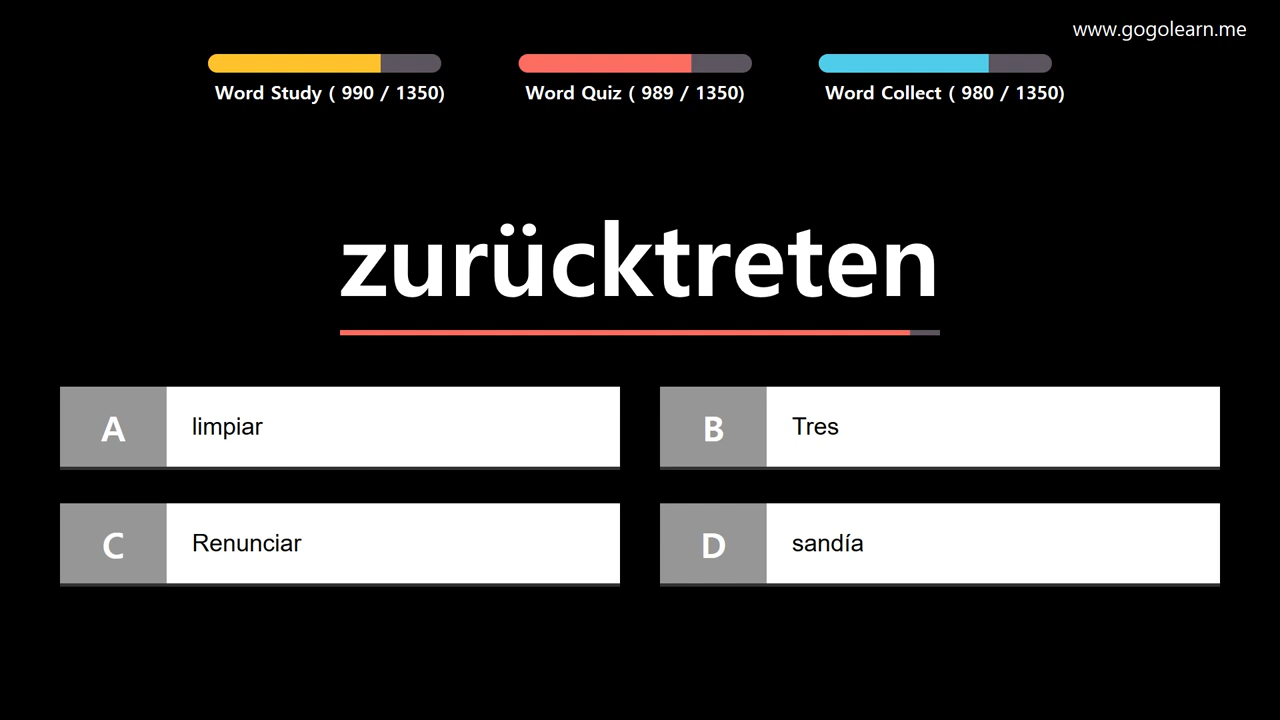 www.gogolearn.me
Word Study ( 990 / 1350)
Word Quiz ( 989 / 1350)
Word Collect ( 980 / 1350)
zurücktreten
A limpiar
B Tres
C Renunciar
D sandía